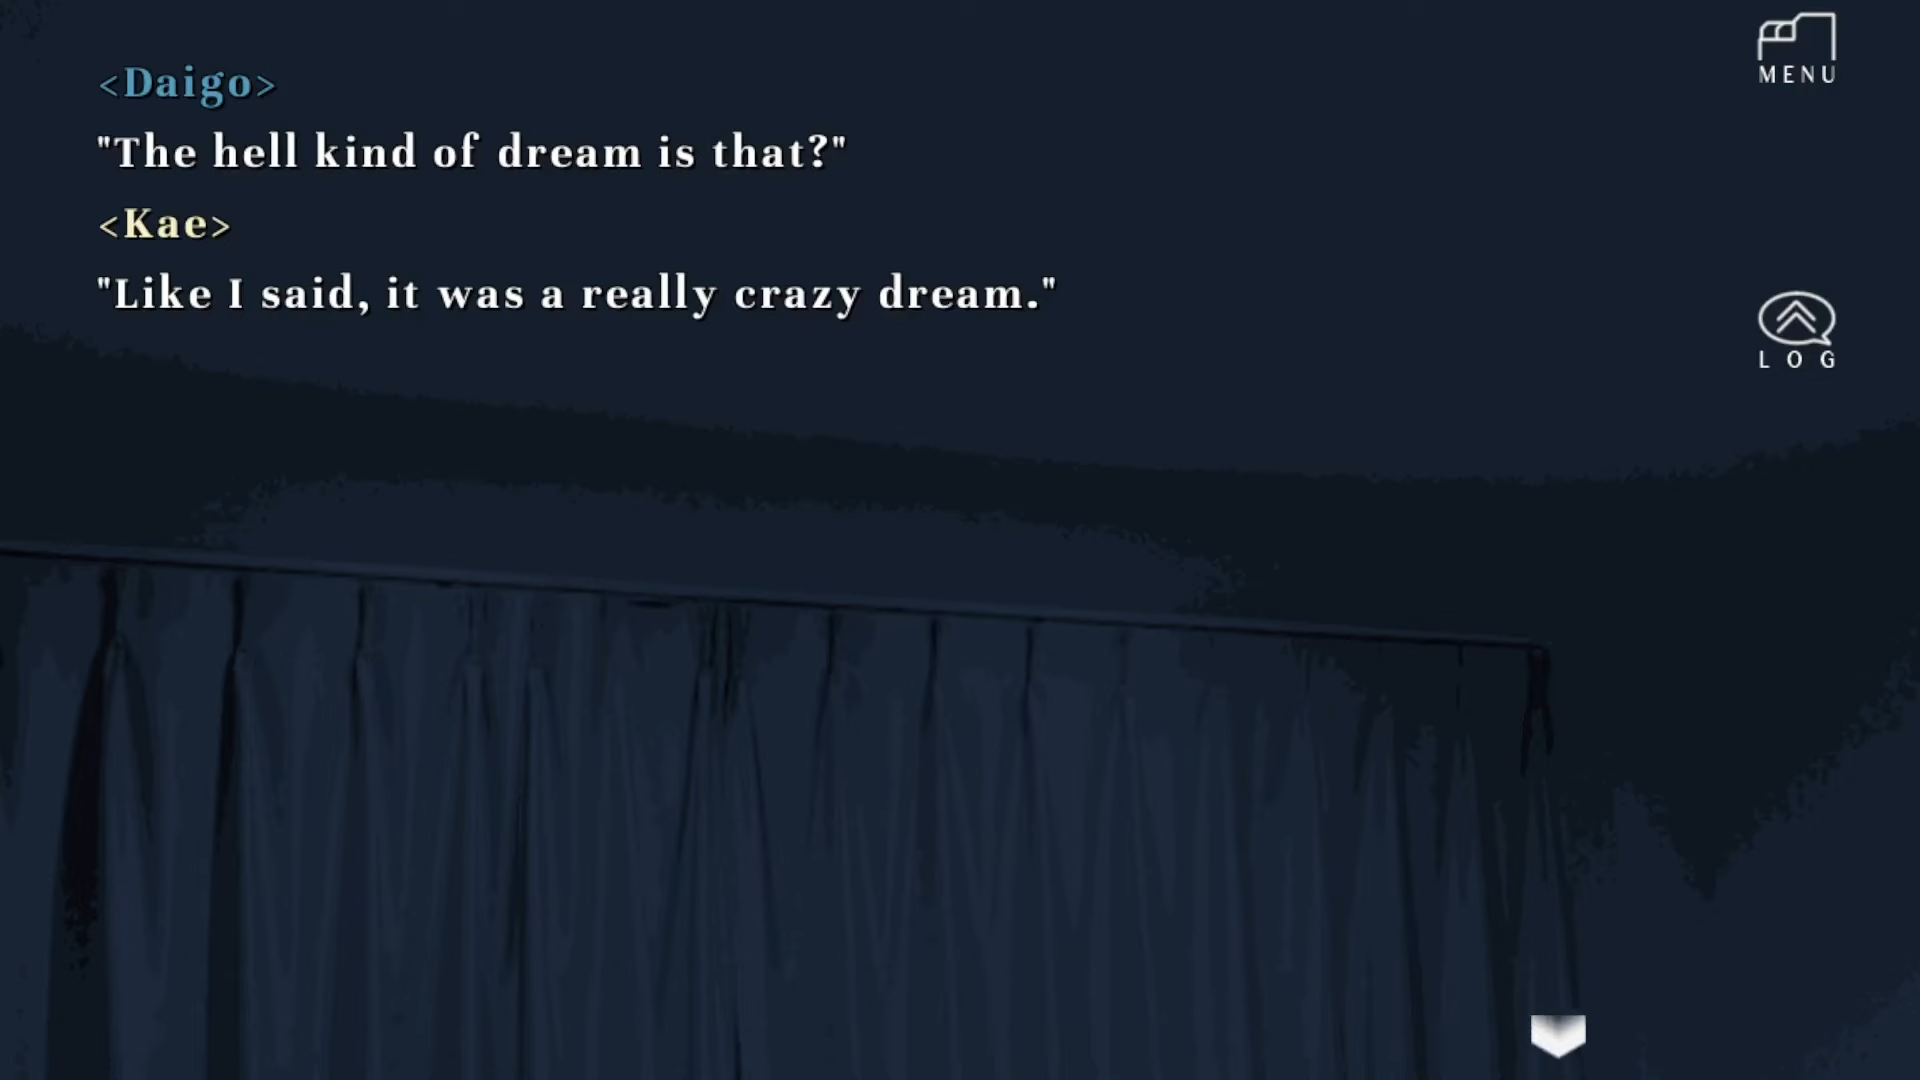 <Daigo>
"The hell kind of dream is that?"
<Kae>
"Like I said, it was a really crazy dream."
MENU
LOG